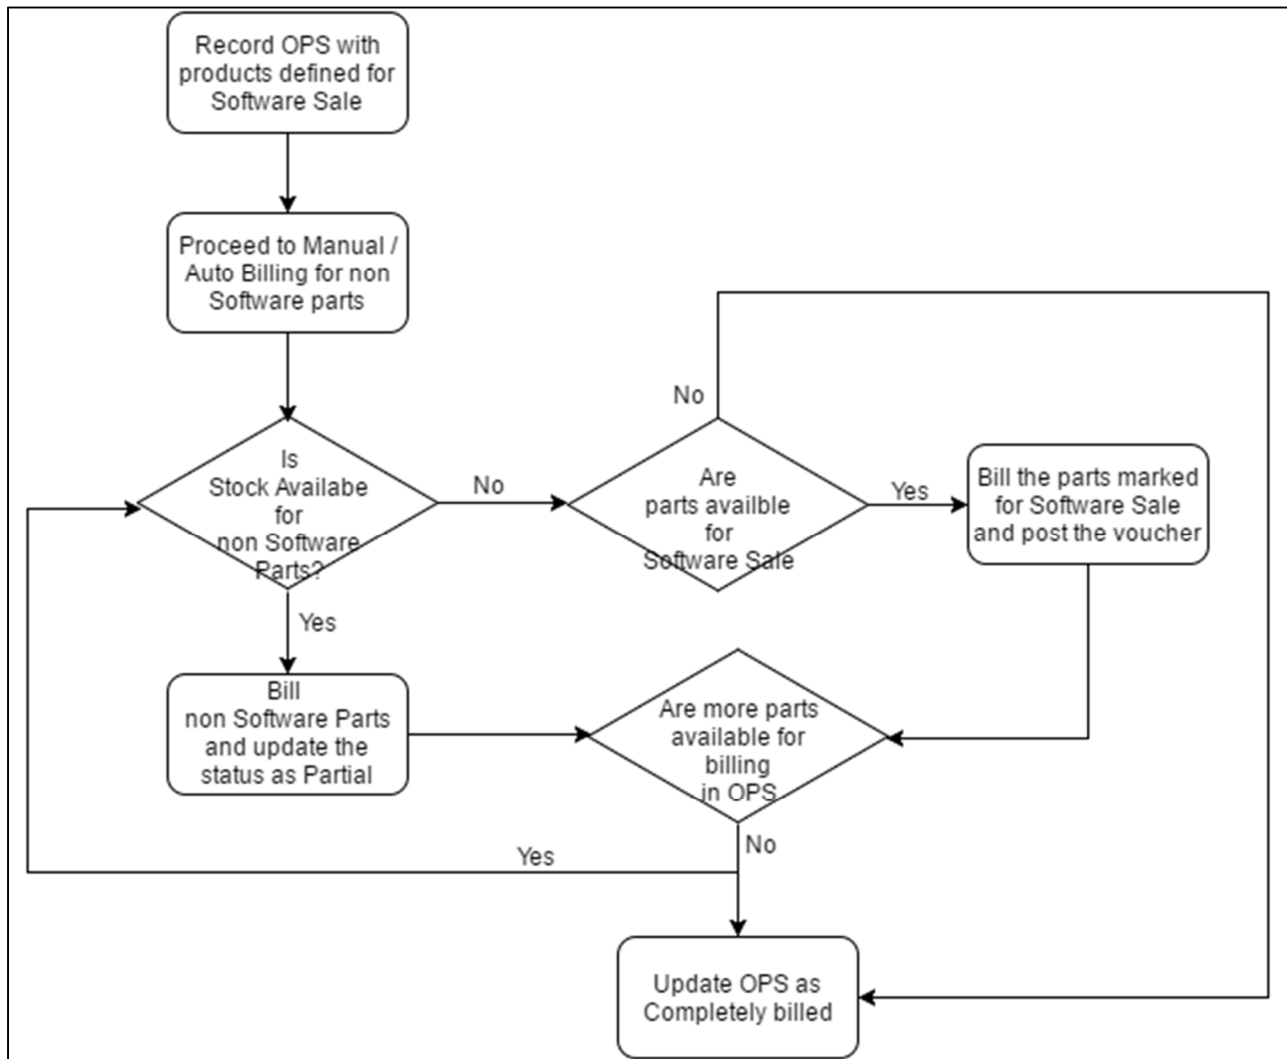 Record OPS with
products defined for
Software Sale
Proceed to Manual /
Auto Billing for non
Software parts
No
Is
Stock Availabe
for
non Software
Parts?
No
Are
parts availble
for
Software Sale
Yes
Bill the parts marked
for Software Sale
and post the voucher
Yes
Bill
non Software Parts
and update the
status as Partial
Are more parts
available for
billing
in OPS
No
Yes
Update OPS as
Completely billed